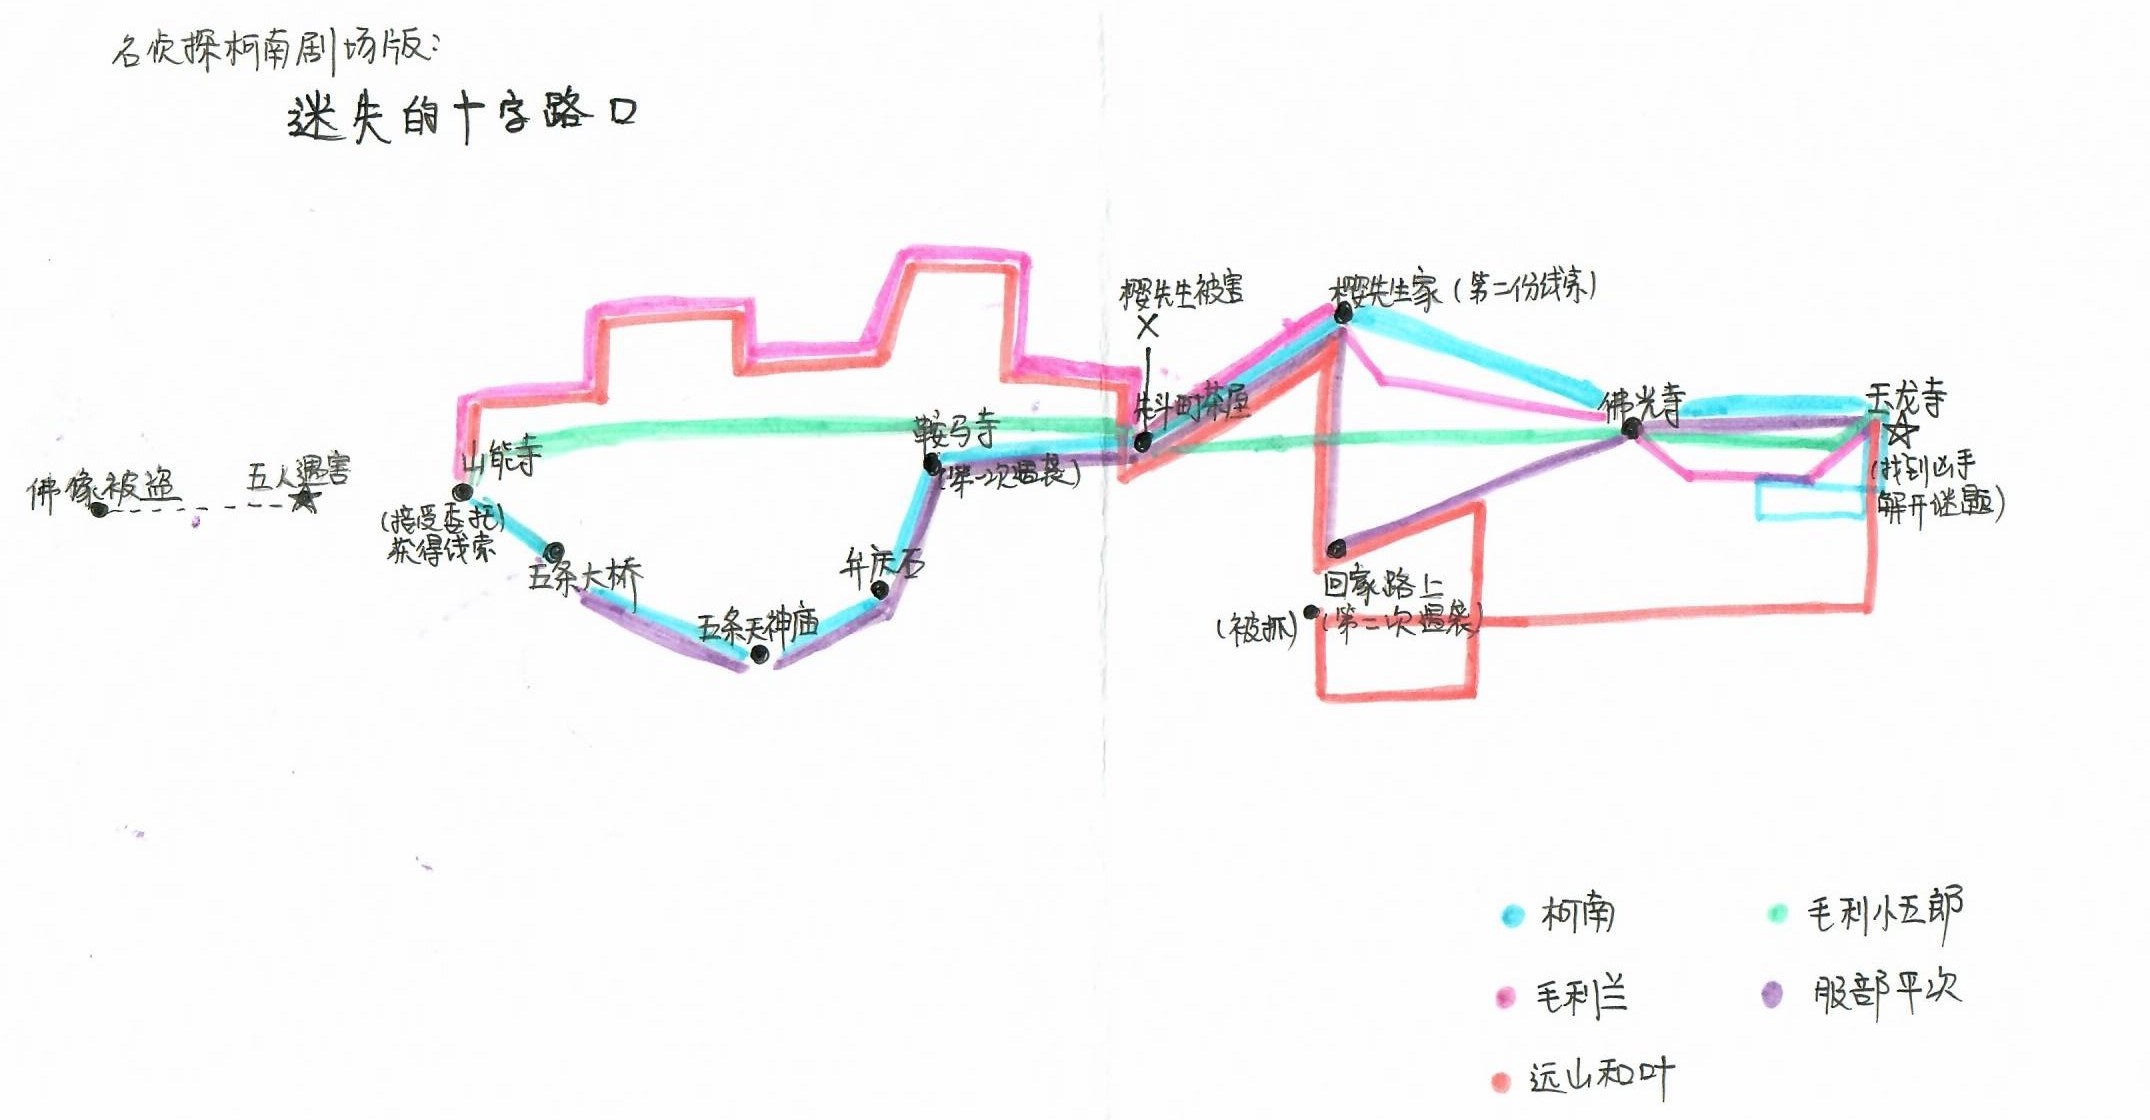 名侦探柯南剧场版:
迷失的十字路口
樱先生被害
X
樱先生家(第二份线索)
先斗町茶屋
佛光寺
天龙寺
(找到凶手
解开谜题)
鞍马寺
(第一次遇袭)
山能寺
(接受委托)
获得线索
佛像被盗
五人遇害
五条大桥
五条天神庙
弁庆石
回家路上
(第二次遇袭)
(被抓)
柯南
毛利小五郎
毛利兰
服部平次
远山和叶